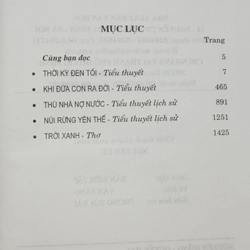 MỤC LỤC
Trang
Cùng bạn đọc 5
• THỜI KỲ ĐEN TỐI - Tiểu thuyết 7
• KHI ĐỨA CON RA ĐỜI - Tiểu thuyết 465
• THÙ NHÀ NỢ NƯỚC - Tiểu thuyết lịch sử 891
• NÚI RỪNG YÊN THẾ - Tiểu thuyết lịch sử 1251
• TRỜI XANH - Thơ 1425